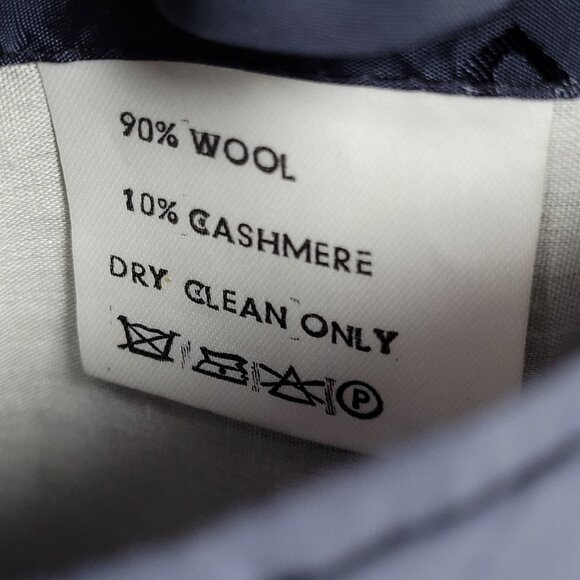 90% WOOL
10% CASHMERE
DRY CLEAN ONLY
P